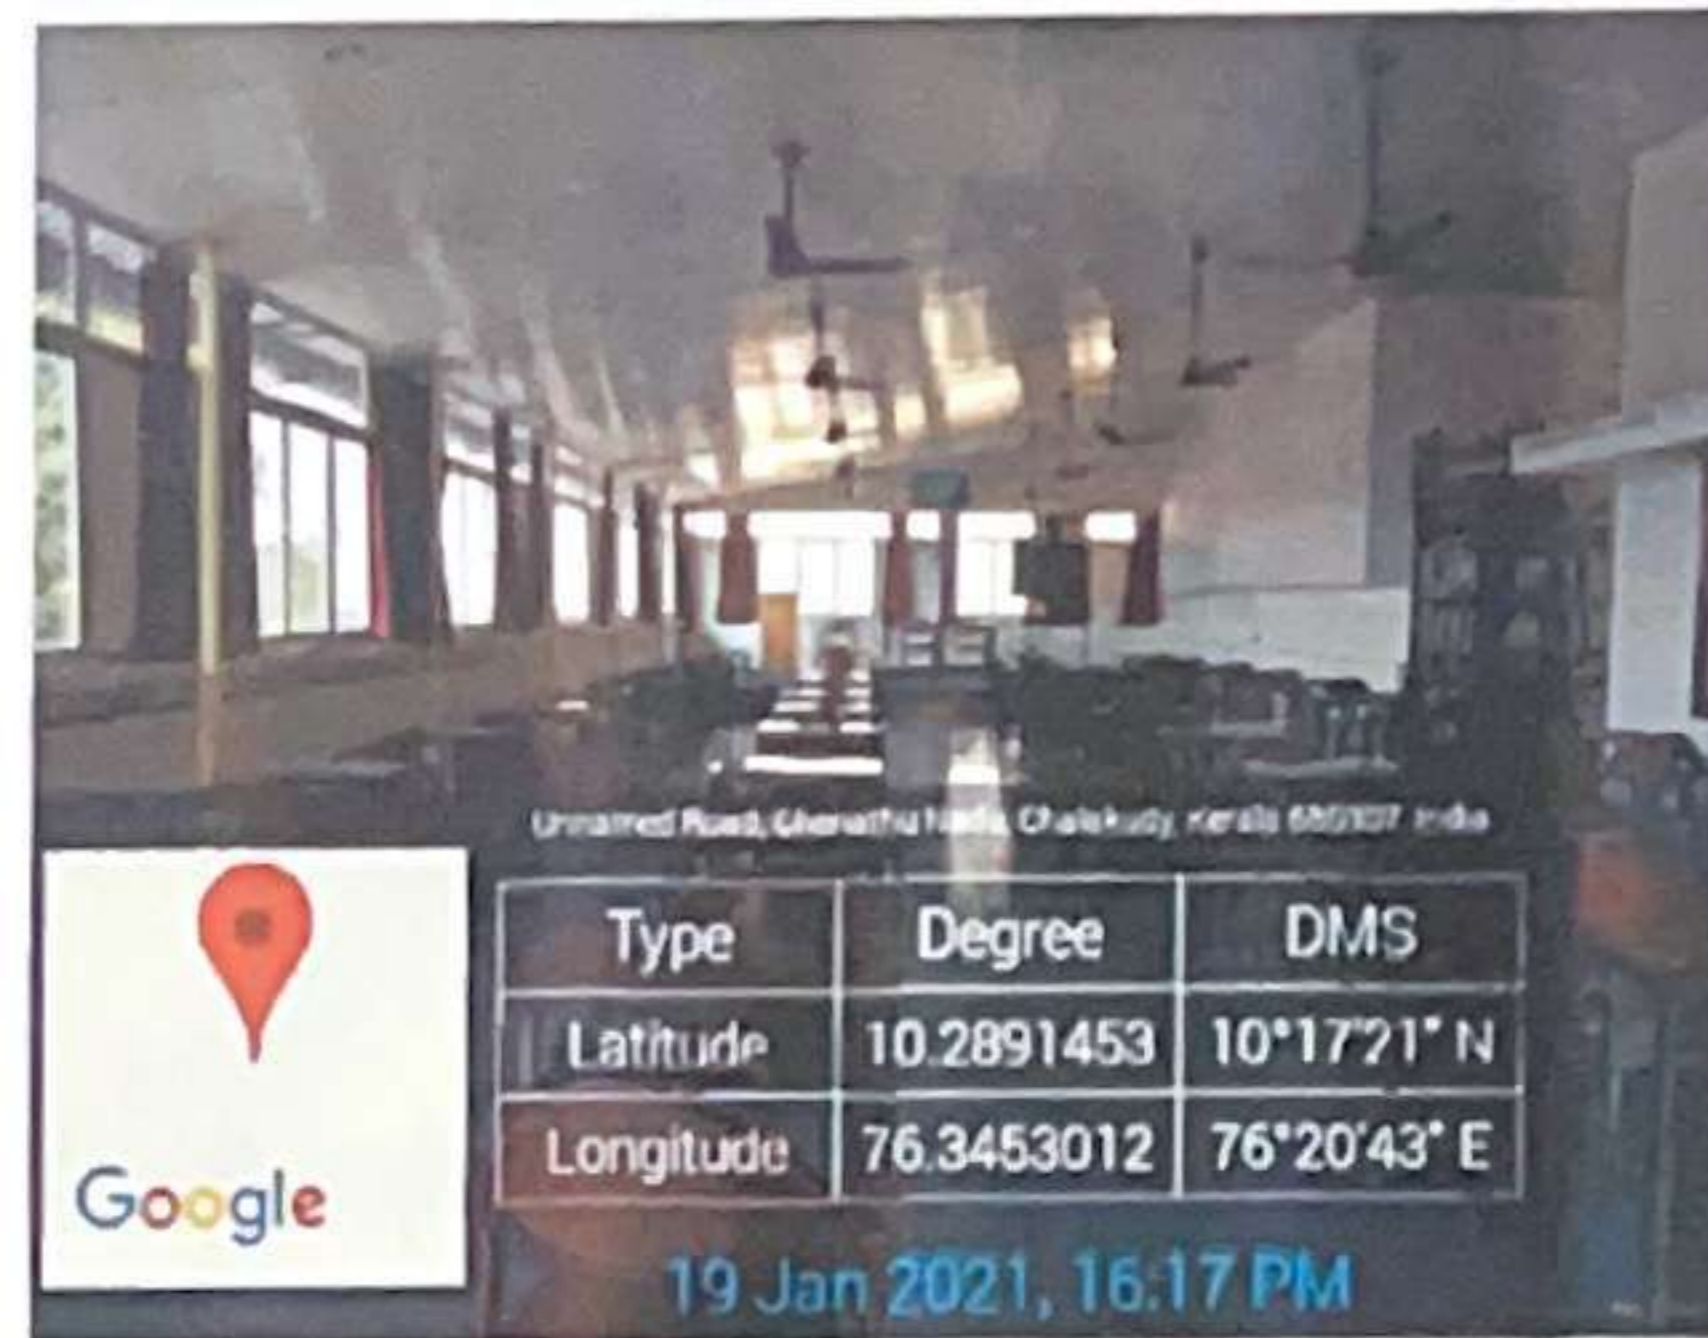 Unnamed Road, Chalakudy, Kerala India
Type Degree DMS
Latitude 10.2891453 10°17'21" N
Longitude 76.3453012 76°20'43" E
Google
19 Jan 2021, 16:17 PM